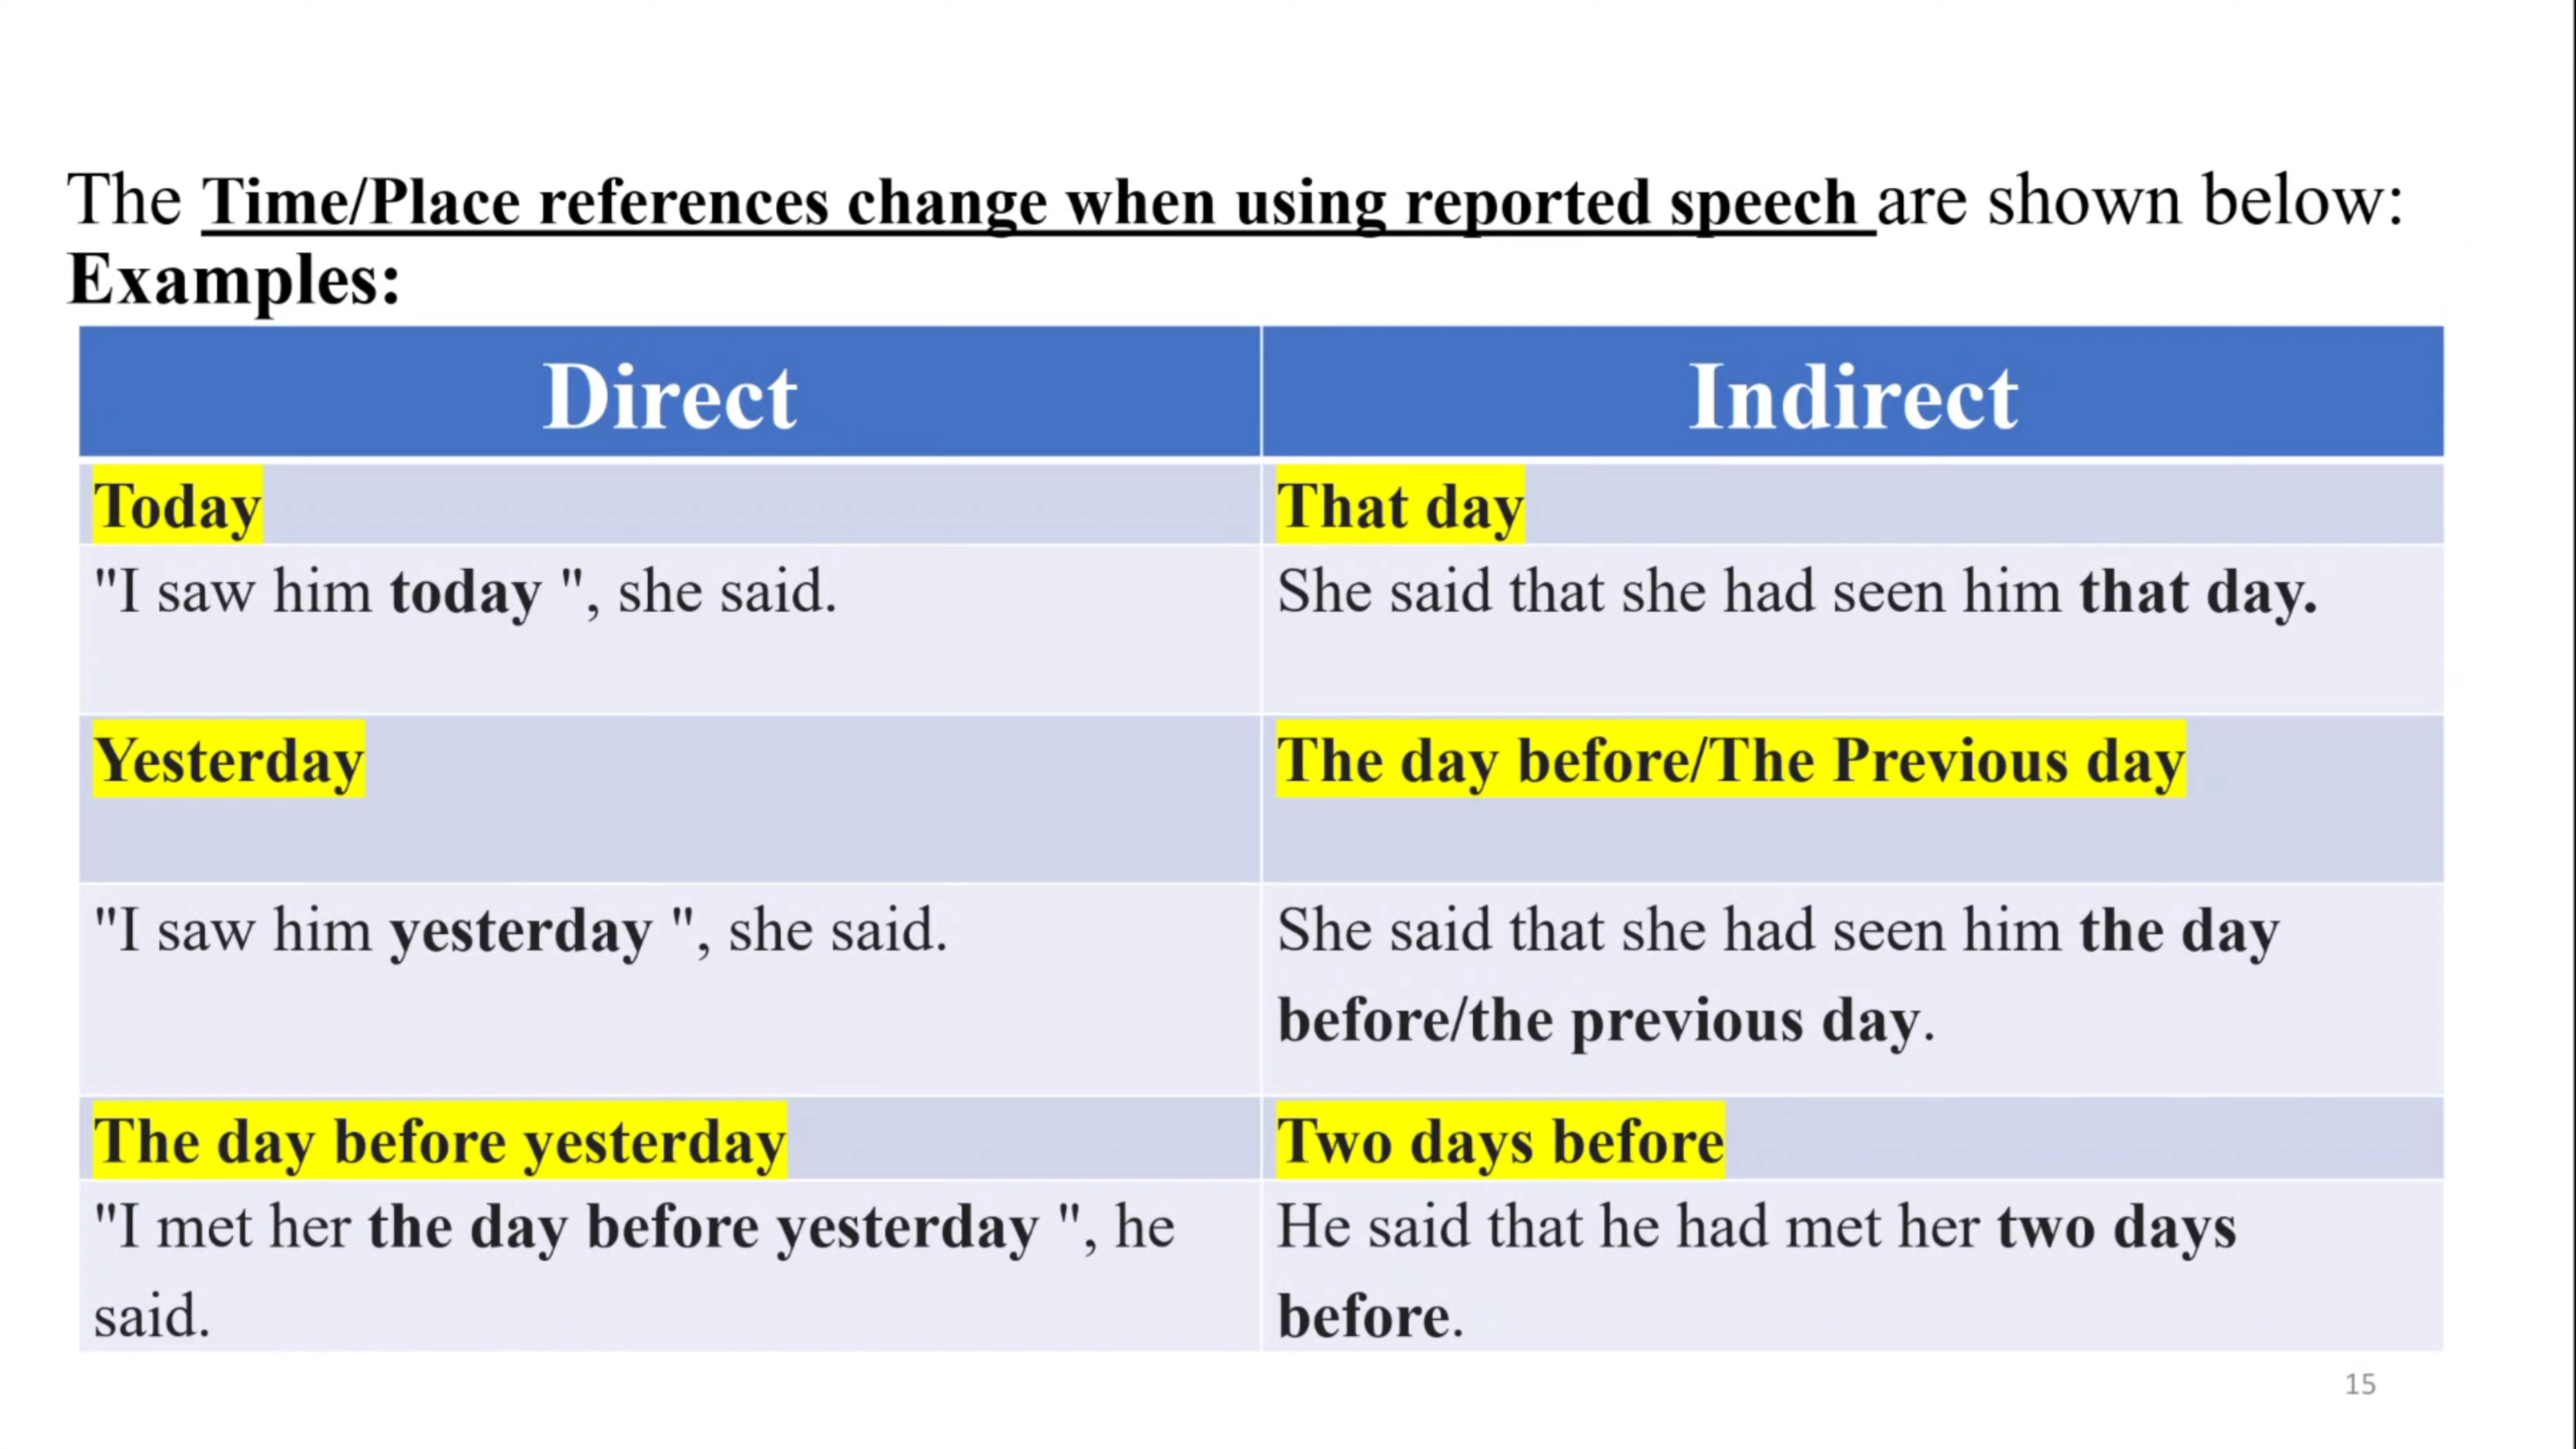 The Time/Place references change when using reported speech are shown below:
Examples:
Direct
Indirect
Today
That day
"I saw him today ", she said.
She said that she had seen him that day.
Yesterday
The day before/The Previous day
"I saw him yesterday ", she said.
She said that she had seen him the day
before/the previous day.
The day before yesterday
Two days before
"I met her the day before yesterday ", he
said.
He said that he had met her two days
before.
15